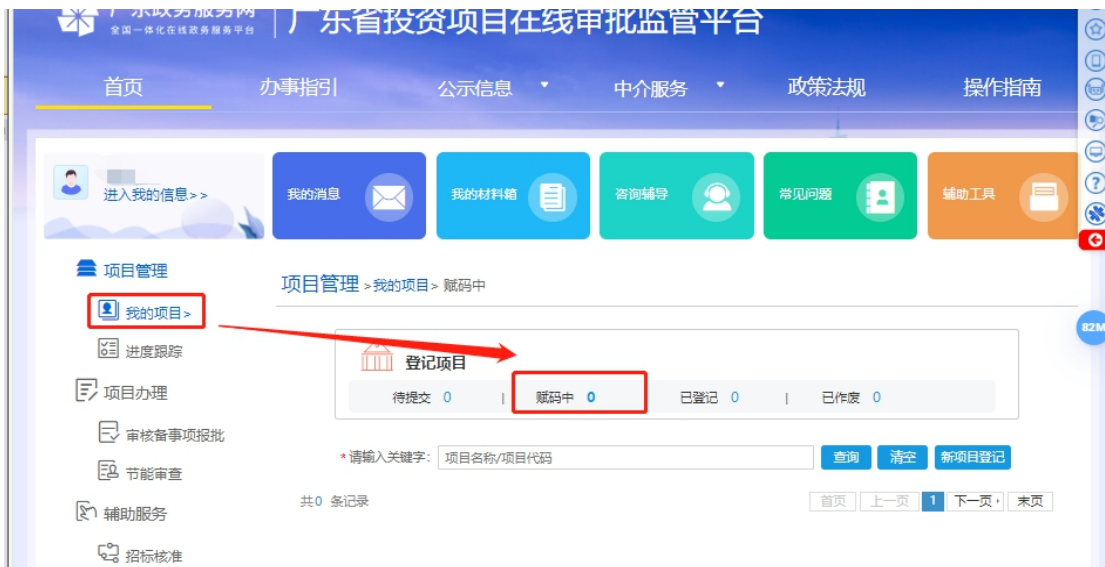 广东政务服务网
全国一体化在线政务服务平台
广东省投资项目在线审批监管平台
首页 办事指引 公示信息 中介服务 政策法规 操作指南
进入我的信息>>
我的消息 我的材料箱 咨询辅导 常见问题 辅助工具
项目管理
我的项目>
进度跟踪
项目办理
审核备事项报批
节能审查
辅助服务
招标核准
项目管理 >我的项目> 赋码中
登记项目
待提交 0 | 赋码中 0 已登记 0 | 已作废 0
*请输入关键字: 项目名称/项目代码 查询 清空 新项目登记
共0 条记录 首页 上一页 1 下一页 末页
82M